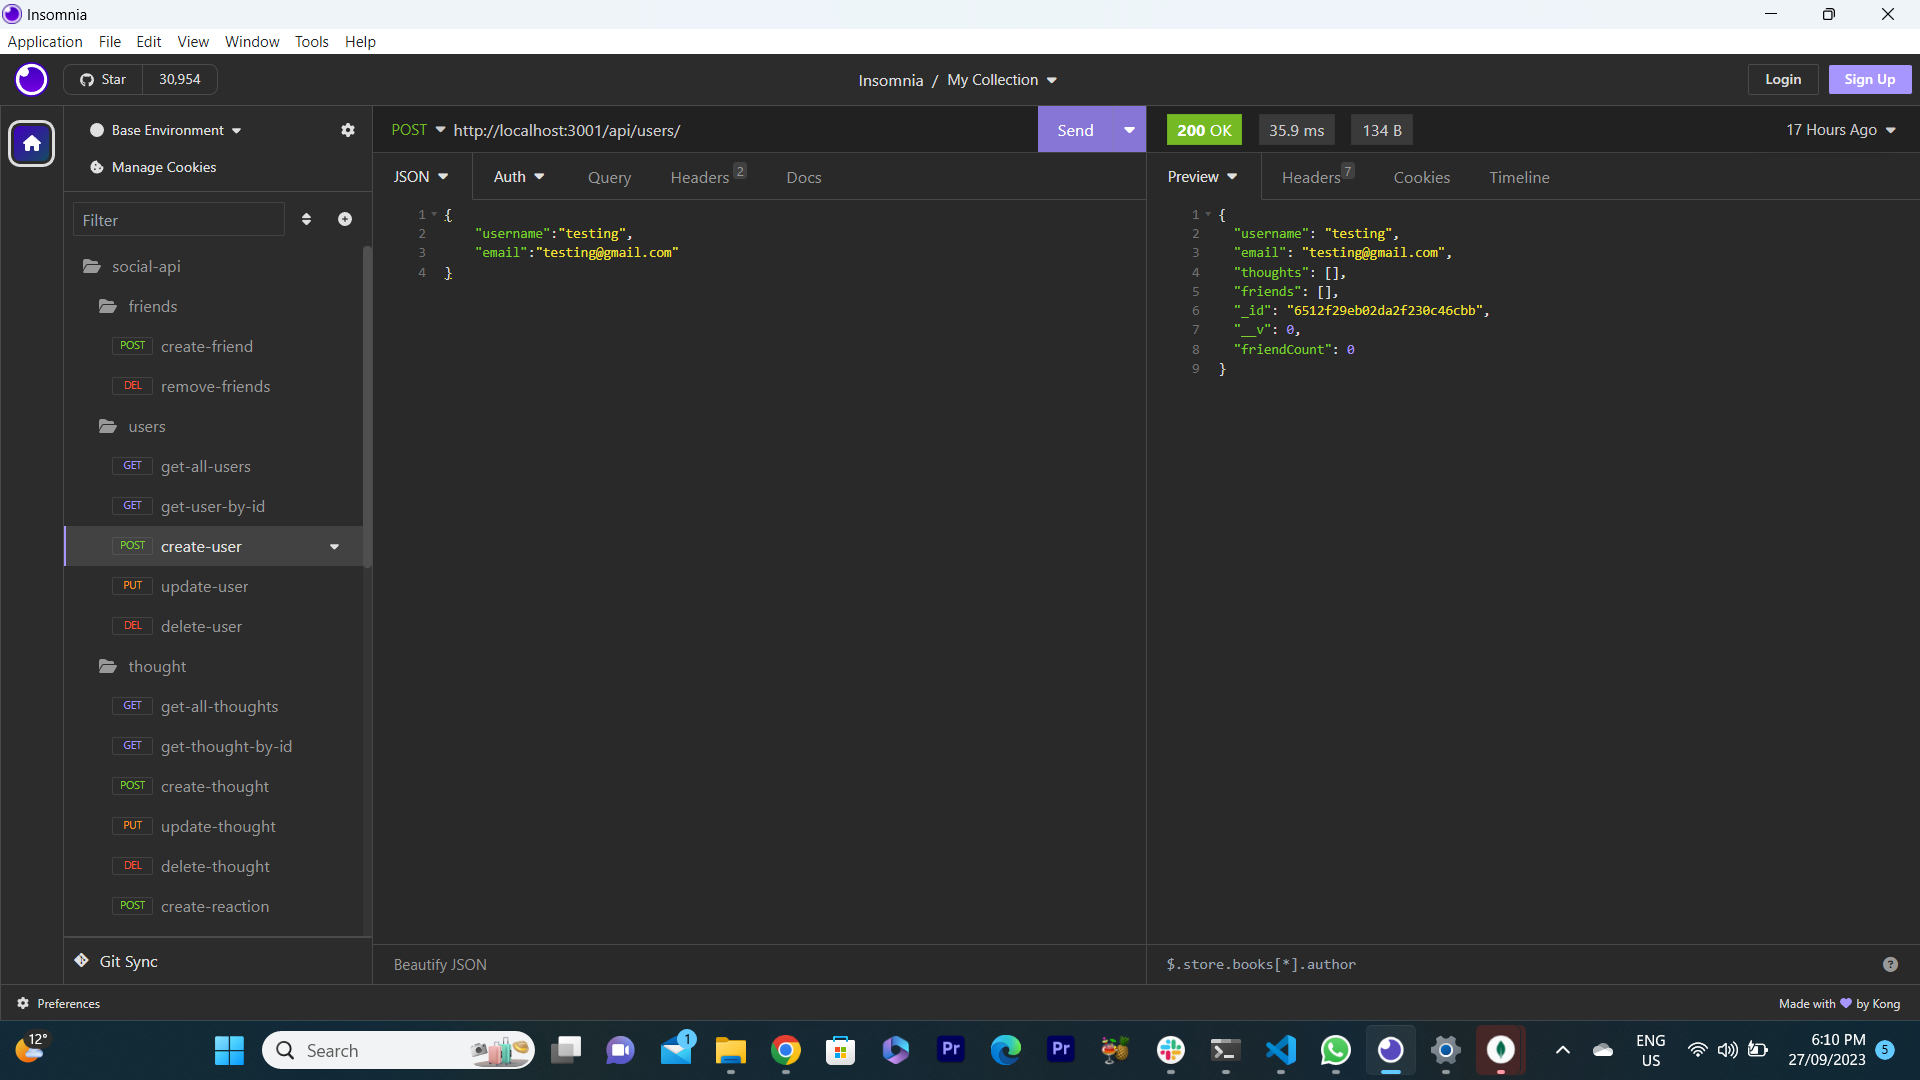 Insomnia
Application File Edit View Window Tools Help
Star 30,954
Insomnia / My Collection
Login Sign Up
Base Environment
Manage Cookies
Filter
social-api
friends
POST create-friend
DEL remove-friends
users
GET get-all-users
GET get-user-by-id
POST create-user
PUT update-user
DEL delete-user
thought
GET get-all-thoughts
GET get-thought-by-id
POST create-thought
PUT update-thought
DEL delete-thought
POST create-reaction
Git Sync
POST http://localhost:3001/api/users/ Send
JSON Auth Query Headers 2 Docs
1 {
2 "username":"testing",
3 "email":"testing@gmail.com"
4 }
Beautify JSON
200 OK 35.9 ms 134 B 17 Hours Ago
Preview Headers 7 Cookies Timeline
1 {
2 "username": "testing",
3 "email": "testing@gmail.com",
4 "thoughts": [],
5 "friends": [],
6 "_id": "6512f29eb02da2f230c46cbb",
7 "__v": 0,
8 "friendCount": 0
9 }
$.store.books[*].author
?
Preferences
Made with 💜 by Kong
12°
Search
1
Pr
Pr
ENG
US
6:10 PM
27/09/2023
5